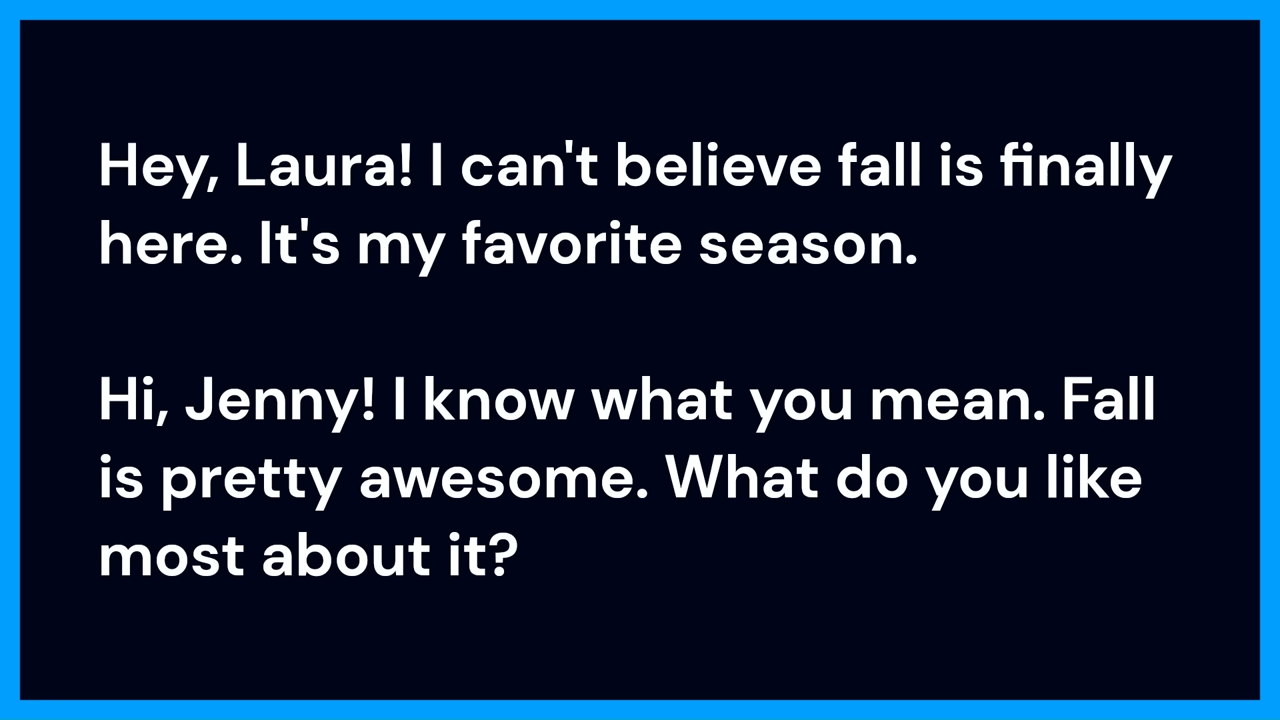 Hey, Laura! I can't believe fall is finally
here. It's my favorite season.
Hi, Jenny! I know what you mean. Fall
is pretty awesome. What do you like
most about it?